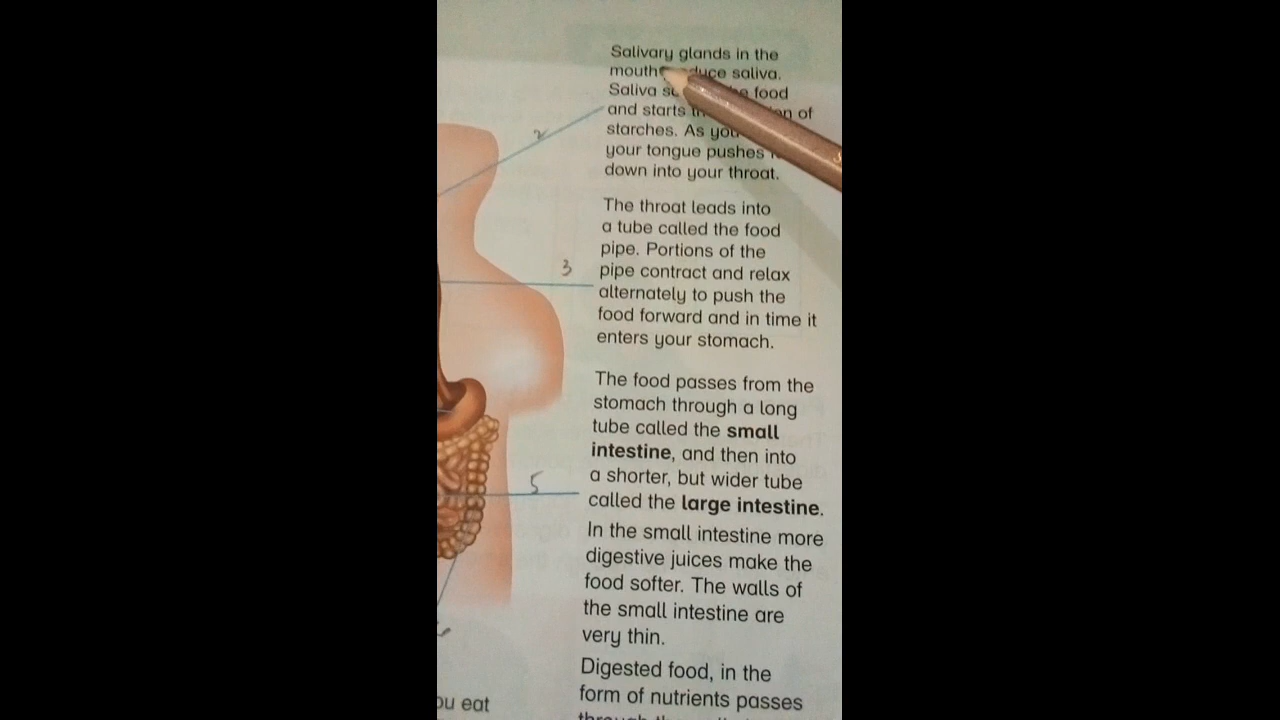 Salivary glands in the
mouth duce saliva.
Saliva food
and starts of
starches. As you
your tongue pushes
down into your throat.
2
The throat leads into
a tube called the food
pipe. Portions of the
pipe contract and relax
alternately to push the
food forward and in time it
enters your stomach.
3
The food passes from the
stomach through a long
tube called the small
intestine, and then into
a shorter, but wider tube
called the large intestine.
5
In the small intestine more
digestive juices make the
food softer. The walls of
the small intestine are
very thin.
Digested food, in the
form of nutrients passes
ou eat